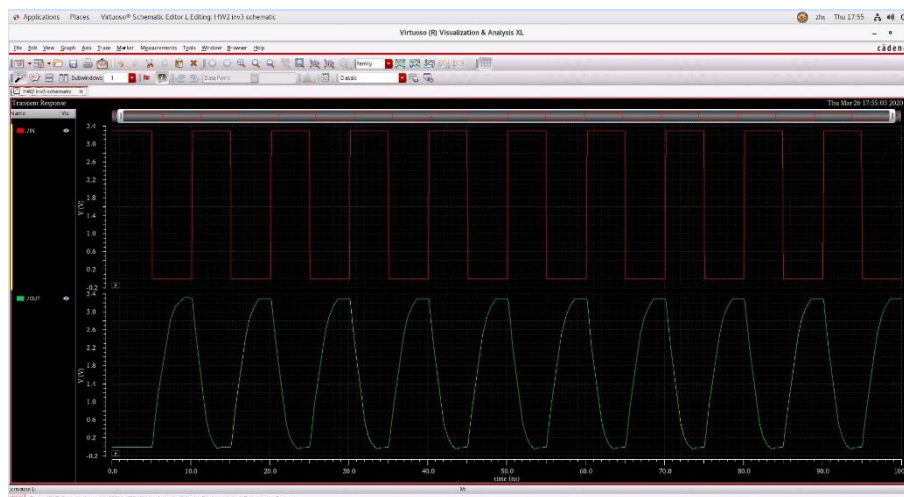 Applications Places Virtuoso® Schematic Editor L Editing: HW2 inv3 schematic zhs Thu 17:55
Virtuoso (R) Visualization & Analysis XL
File Edit View Graph Axis Trace Marker Measurements Tools Window Browser Help cādence
family
Subwindows 1 Data Point Classic
HW2 inv3 schematic
Transient Response Thu Mar 26 17:55:03 2020
Name Vis
/IN
3.4
3.0
2.6
2.2
1.8
1.4
1.0
0.6
0.2
-0.2
V (V)
/OUT
3.4
3.0
2.6
2.2
1.8
1.4
1.0
0.6
0.2
-0.2
V (V)
0.0 10.0 20.0 30.0 40.0 50.0 60.0 70.0 80.0 90.0 100
time (ns)
mouse L: M: